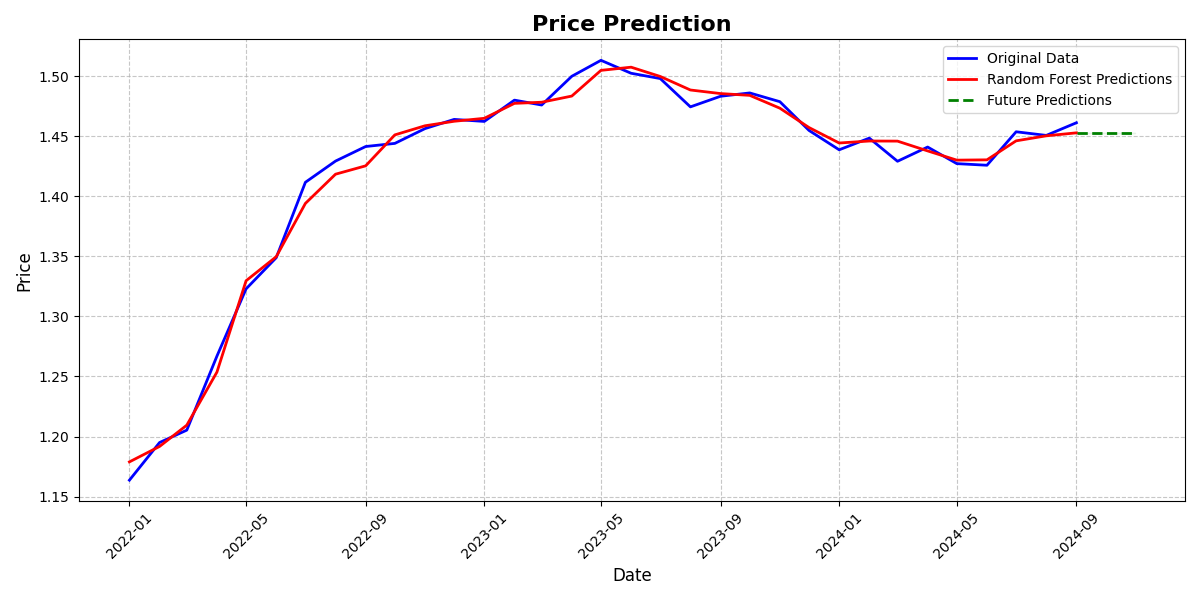 Price Prediction
Original Data
Random Forest Predictions
Future Predictions
Price
1.50
1.45
1.40
1.35
1.30
1.25
1.20
1.15
2022-01
2022-05
2022-09
2023-01
2023-05
2023-09
2024-01
2024-05
2024-09
Date